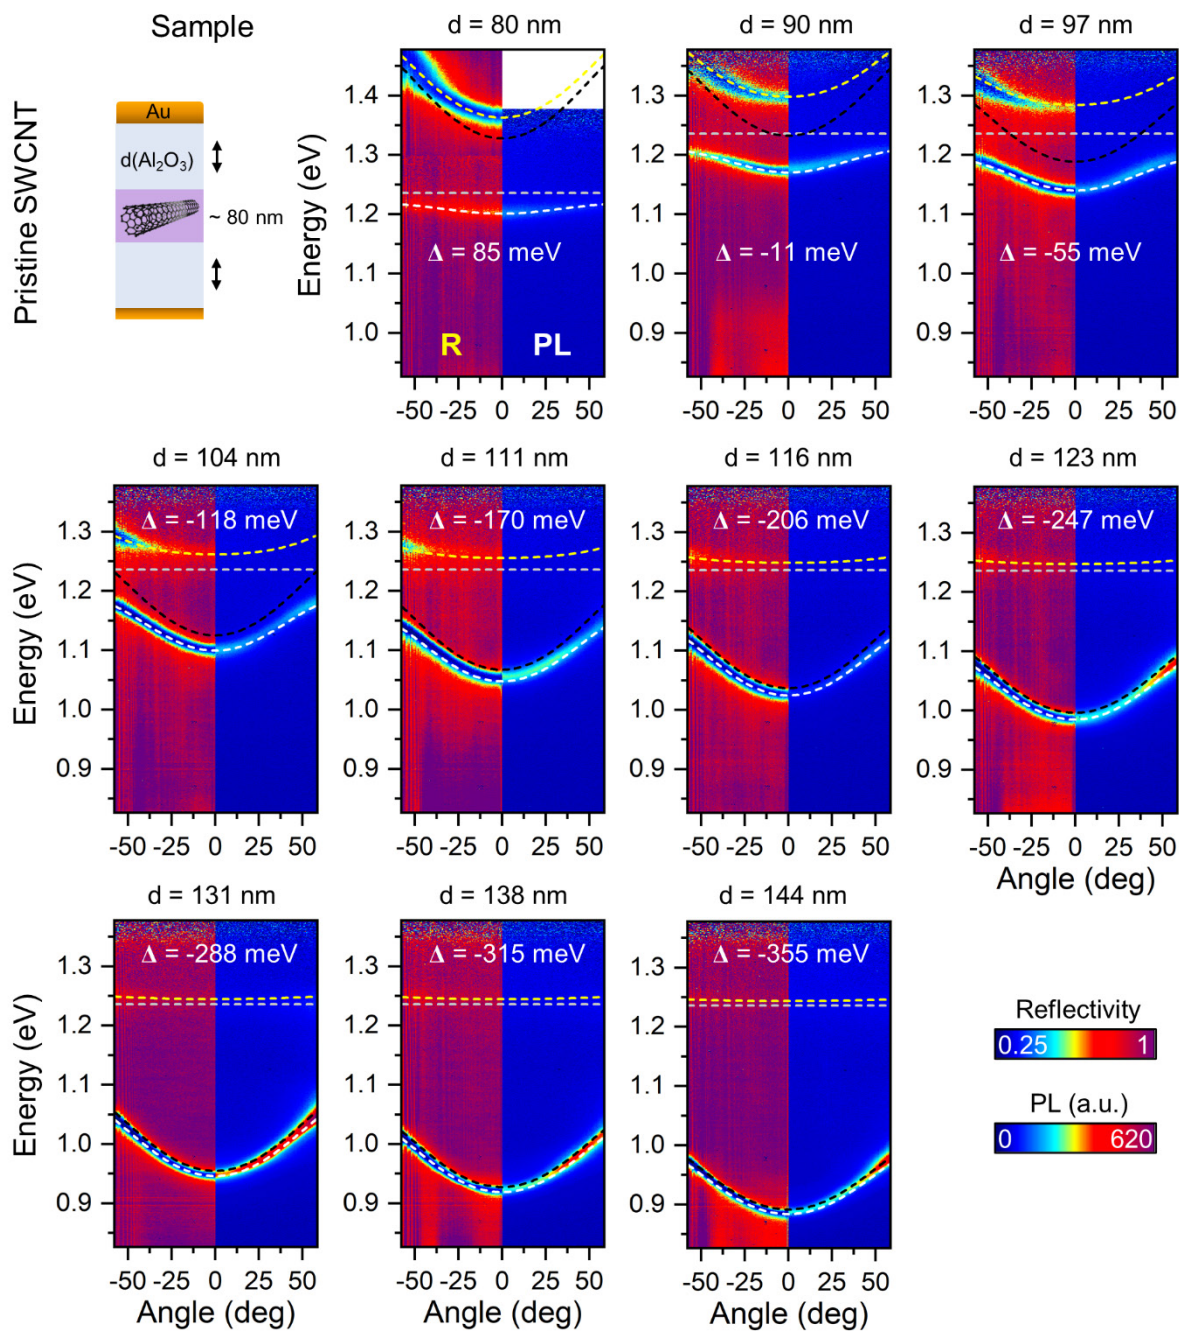 Sample
d = 80 nm
d = 90 nm
d = 97 nm
Pristine SWCNT
Au
d(Al₂O₃)
~ 80 nm
Energy (eV)
1.4
1.3
1.2
1.1
1.0
Δ = 85 meV
R
PL
-50 -25 0 25 50
1.3
1.2
1.1
1.0
0.9
Δ = -11 meV
-50 -25 0 25 50
1.3
1.2
1.1
1.0
0.9
Δ = -55 meV
-50 -25 0 25 50
d = 104 nm
d = 111 nm
d = 116 nm
d = 123 nm
Energy (eV)
1.3
1.2
1.1
1.0
0.9
Δ = -118 meV
-50 -25 0 25 50
1.3
1.2
1.1
1.0
0.9
Δ = -170 meV
-50 -25 0 25 50
1.3
1.2
1.1
1.0
0.9
Δ = -206 meV
-50 -25 0 25 50
1.3
1.2
1.1
1.0
0.9
Δ = -247 meV
-50 -25 0 25 50
Angle (deg)
d = 131 nm
d = 138 nm
d = 144 nm
Energy (eV)
1.3
1.2
1.1
1.0
0.9
Δ = -288 meV
-50 -25 0 25 50
Angle (deg)
1.3
1.2
1.1
1.0
0.9
Δ = -315 meV
-50 -25 0 25 50
Angle (deg)
1.3
1.2
1.1
1.0
0.9
Δ = -355 meV
-50 -25 0 25 50
Angle (deg)
Reflectivity
0.25 1
PL (a.u.)
0 620